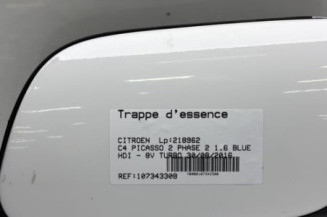 Trappe d'essence
CITROEN Lp:218962
C4 PICASSO 2 PHASE 2 1.6 BLUE
HDI - 8V TURBO 30/08/2016
REF:107343308